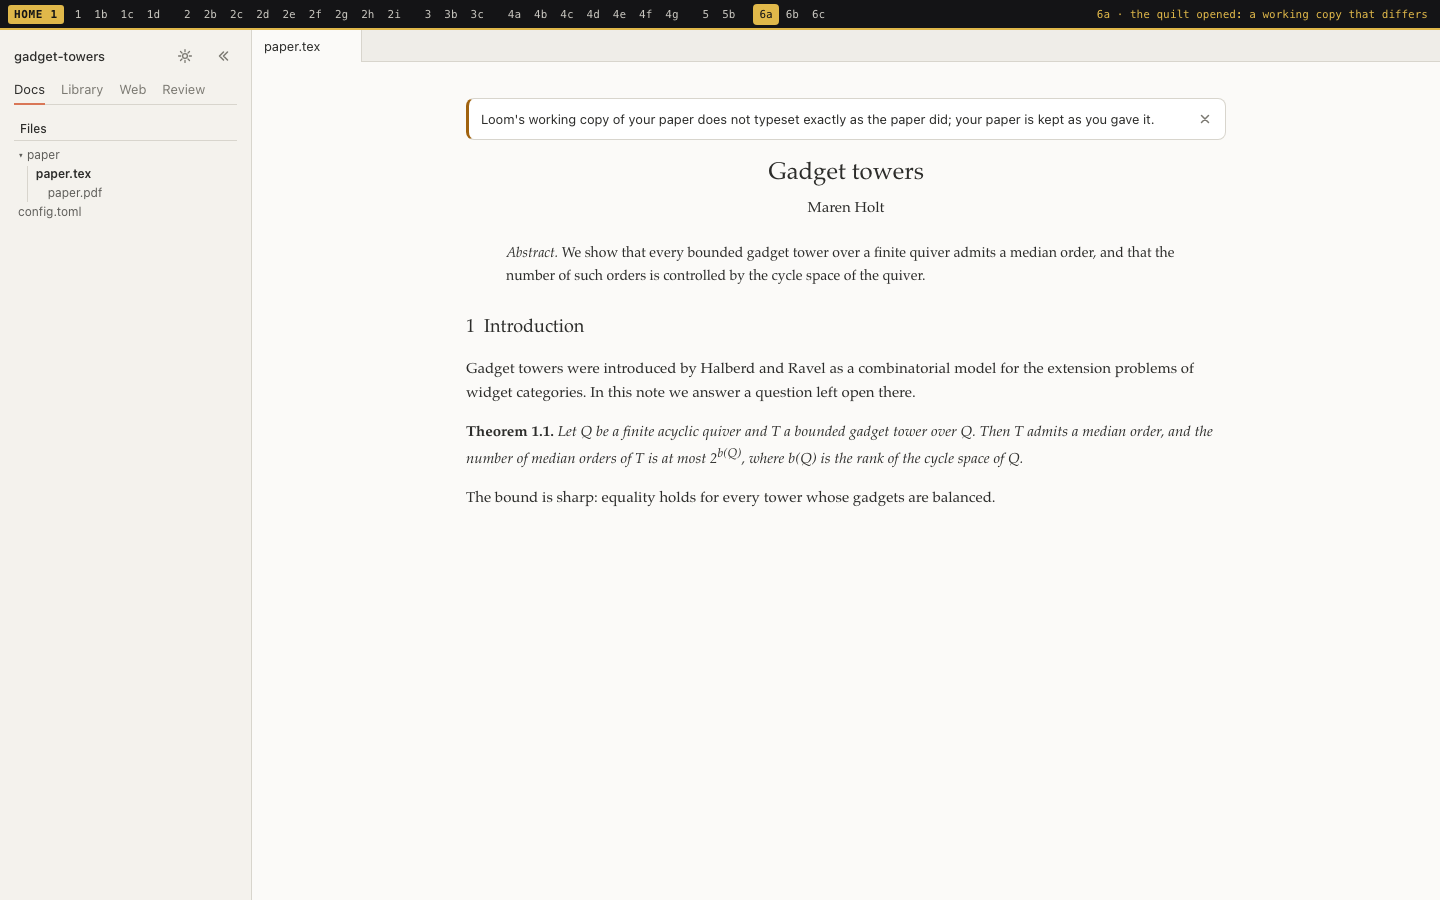 HOME 1 1 1b 1c 1d 2 2b 2c 2d 2e 2f 2g 2h 2i 3 3b 3c 4a 4b 4c 4d 4e 4f 4g 5 5b 6a 6b 6c 6a · the quilt opened: a working copy that differs
gadget-towers
paper.tex
Docs Library Web Review
Files
▾ paper
paper.tex
paper.pdf
config.toml
Loom's working copy of your paper does not typeset exactly as the paper did; your paper is kept as you gave it.
Gadget towers
Maren Holt
Abstract. We show that every bounded gadget tower over a finite quiver admits a median order, and that the
number of such orders is controlled by the cycle space of the quiver.
1 Introduction
Gadget towers were introduced by Halberd and Ravel as a combinatorial model for the extension problems of
widget categories. In this note we answer a question left open there.
Theorem 1.1. Let Q be a finite acyclic quiver and T a bounded gadget tower over Q. Then T admits a median order, and the
number of median orders of T is at most 2^b(Q), where b(Q) is the rank of the cycle space of Q.
The bound is sharp: equality holds for every tower whose gadgets are balanced.